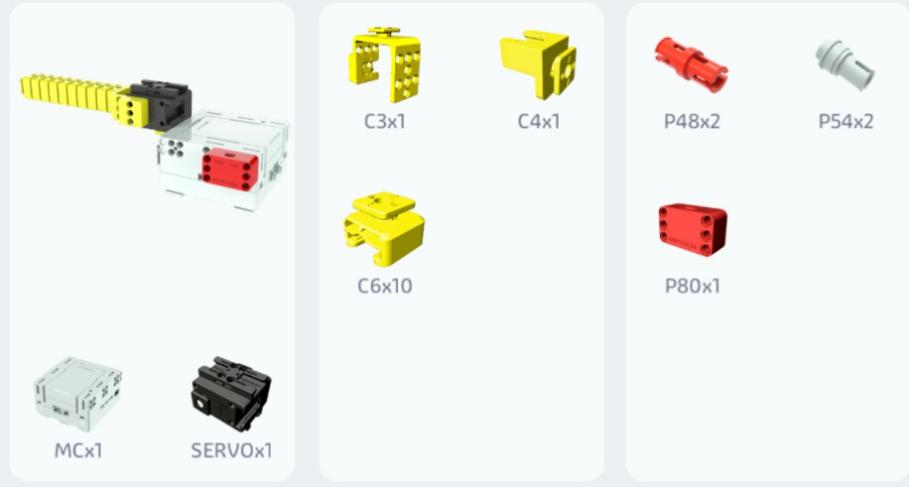 C3x1
C4x1
P48x2
P54x2
C6x10
P80x1
MCx1
SERVOx1